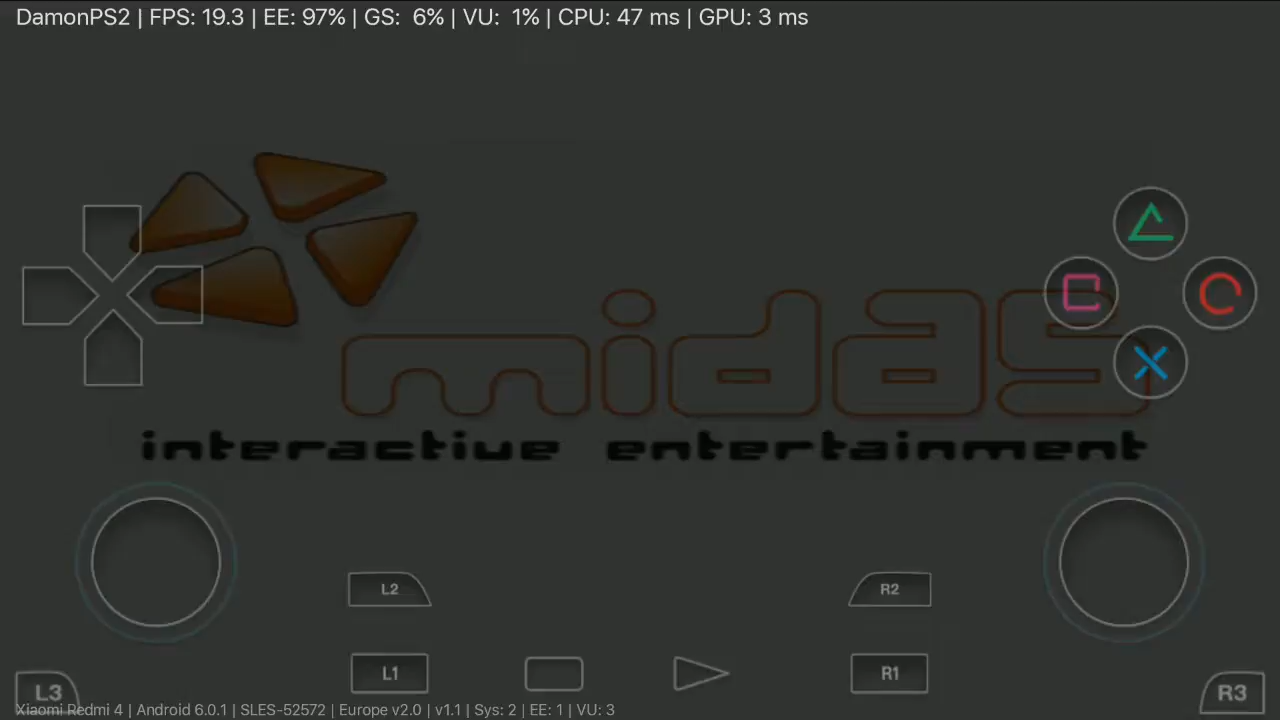 DamonPS2 | FPS: 19.3 | EE: 97% | GS: 6% | VU: 1% | CPU: 47 ms | GPU: 3 ms
midas
interactive entertainment
L2
R2
L1
R1
L3
R3
Xiaomi Redmi 4 | Android 6.0.1 | SLES-52572 | Europe v2.0 | v1.1 | Sys: 2 | EE: 1 | VU: 3